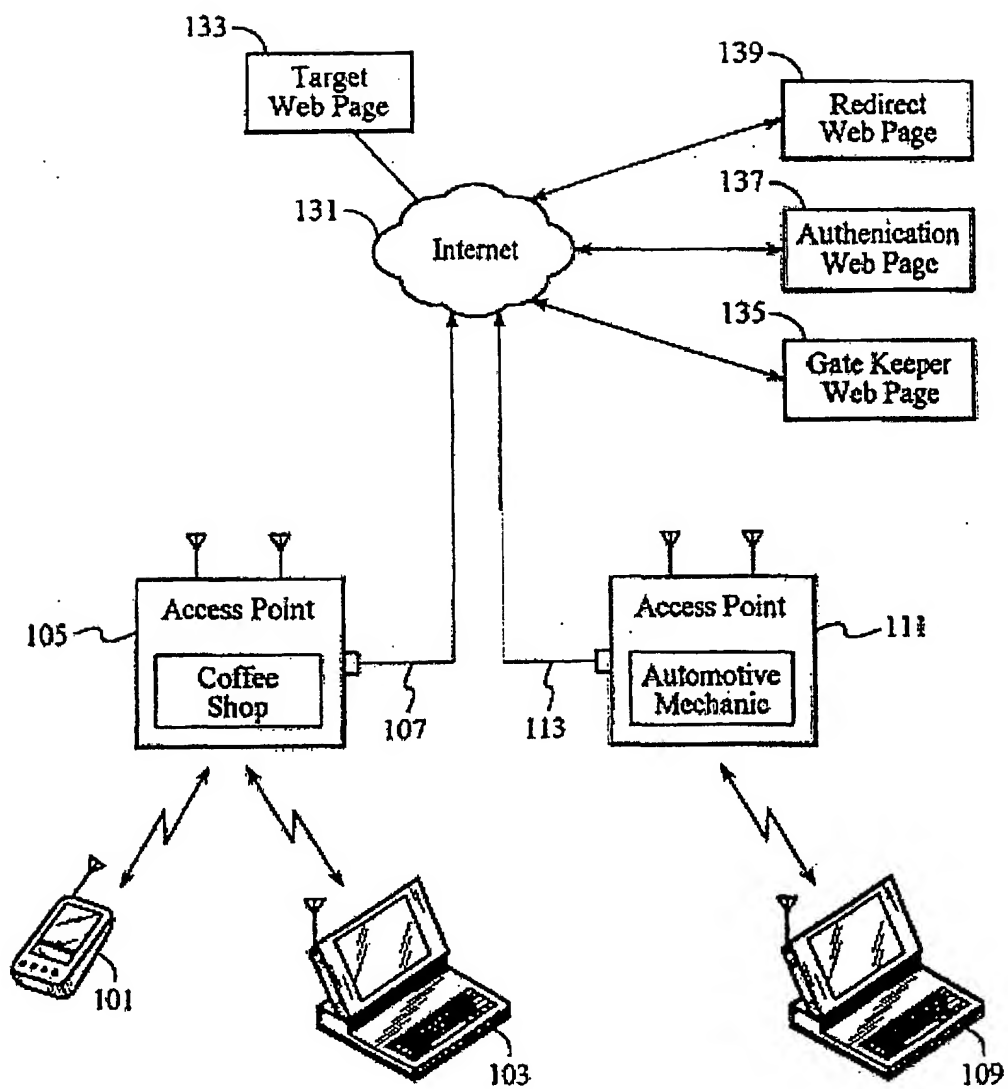 133
Target
Web Page
139
Redirect
Web Page
131
Internet
137
Authenication
Web Page
135
Gate Keeper
Web Page
105
Access Point
Coffee
Shop
107
113
Access Point
Automotive
Mechanic
111
101
103
109